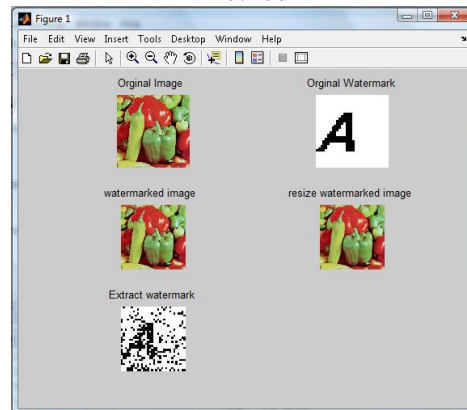 Figure 1
File Edit View Insert Tools Desktop Window Help
Orginal Image
Orginal Watermark
A
watermarked image
resize watermarked image
Extract watermark
A